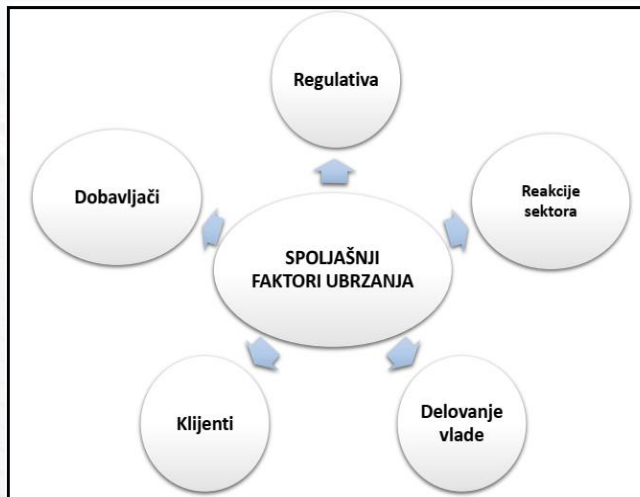 Regulativa
Dobavljači
Reakcije
sektora
SPOLJAŠNJI
FAKTORI UBRZANJA
Klijenti
Delovanje
vlade